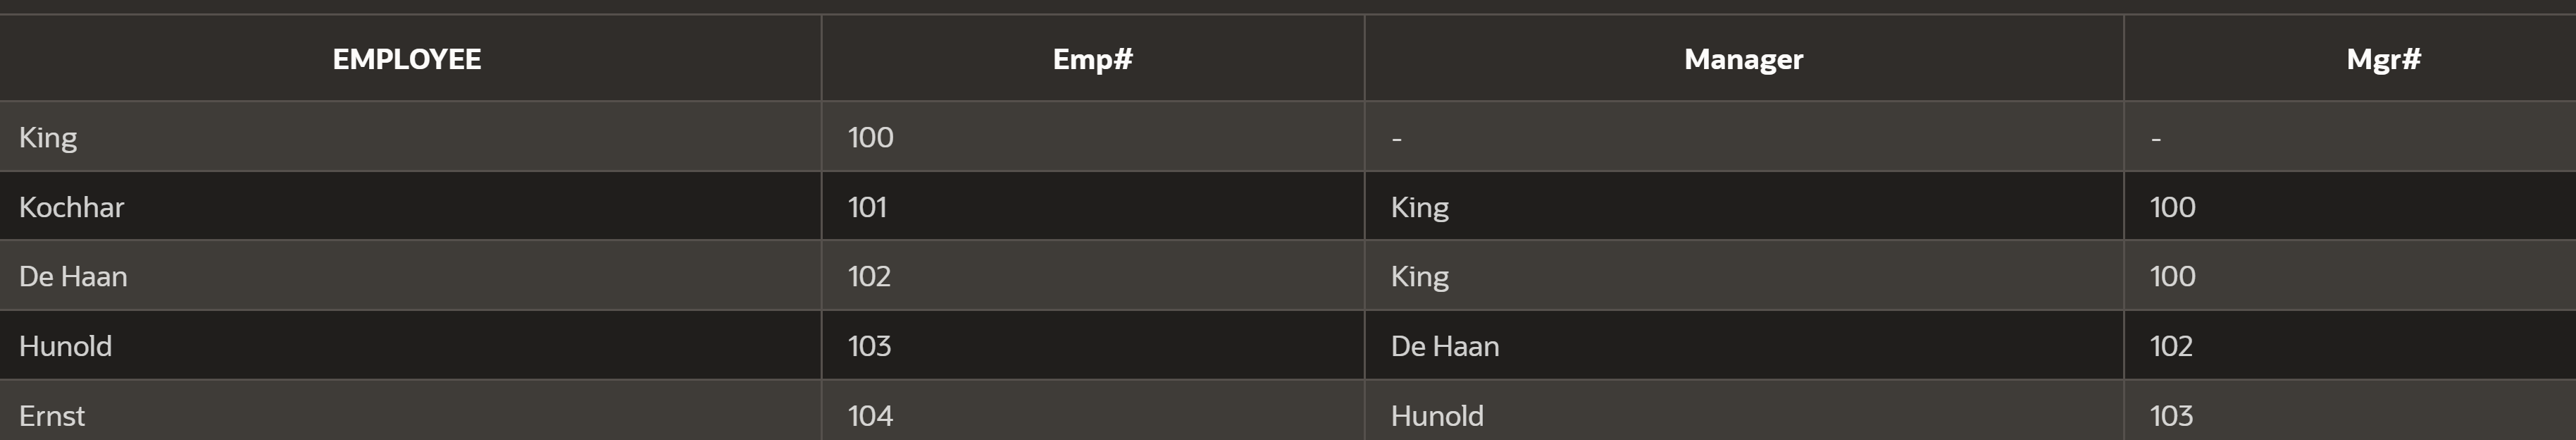 EMPLOYEE Emp# Manager Mgr#
King 100 - -
Kochhar 101 King 100
De Haan 102 King 100
Hunold 103 De Haan 102
Ernst 104 Hunold 103